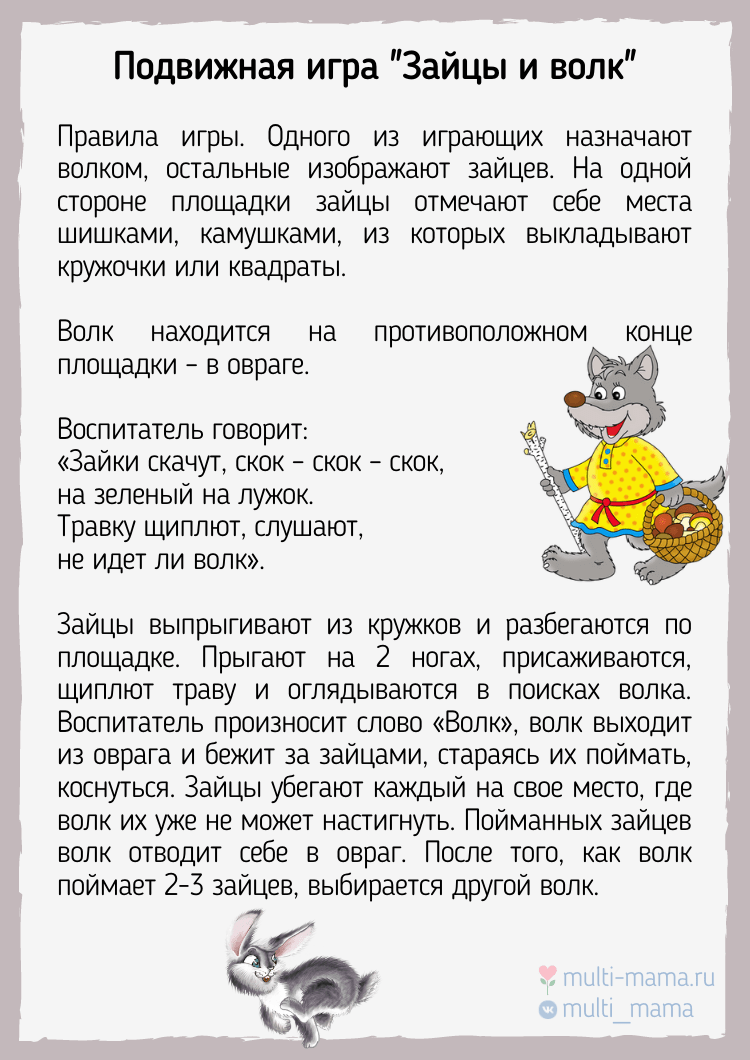 Подвижная игра "Зайцы и волк"
Правила игры. Одного из играющих назначают
волком, остальные изображают зайцев. На одной
стороне площадки зайцы отмечают себе места
шишками, камушками, из которых выкладывают
кружочки или квадраты.
Волк находится на противоположном конце
площадки – в овраге.
Воспитатель говорит:
«Зайки скачут, скок – скок – скок,
на зеленый на лужок.
Травку щиплют, слушают,
не идет ли волк».
Зайцы выпрыгивают из кружков и разбегаются по
площадке. Прыгают на 2 ногах, присаживаются,
щиплют траву и оглядываются в поисках волка.
Воспитатель произносит слово «Волк», волк выходит
из оврага и бежит за зайцами, стараясь их поймать,
коснуться. Зайцы убегают каждый на свое место, где
волк их уже не может настигнуть. Пойманных зайцев
волк отводит себе в овраг. После того, как волк
поймает 2-3 зайцев, выбирается другой волк.
multi-mama.ru
multi_mama